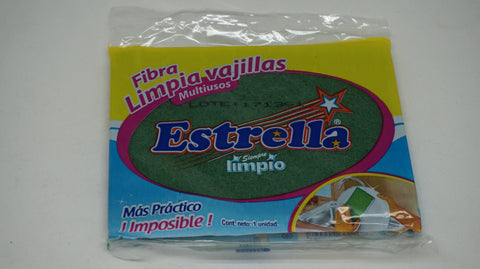 Fibra
Limpia vajillas
Multiusos
Estrella®
Siempre
limpio
Más Práctico
¡Imposible!
Cont. neto: 1 unidad